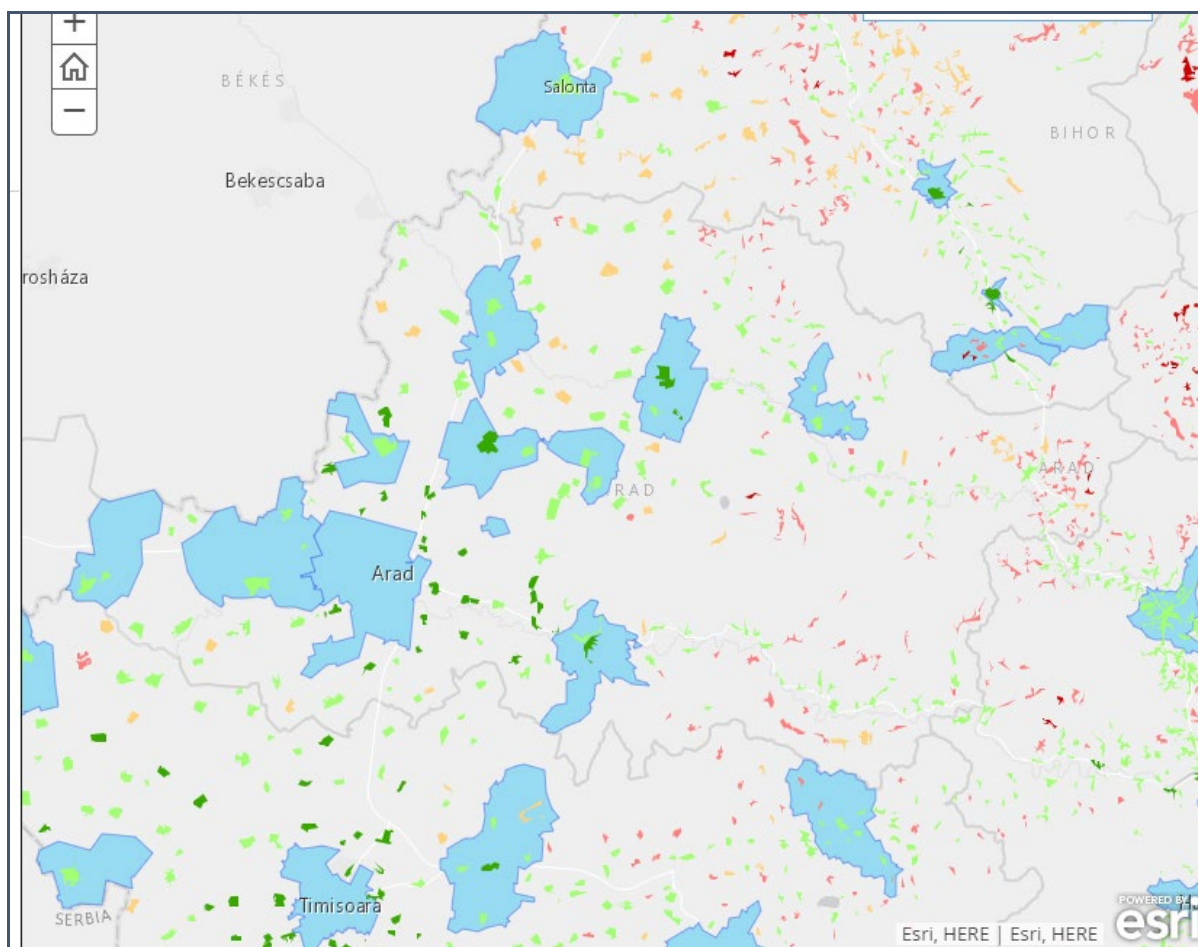 +
−
BÉKÉS
Salonta
BIHOR
Bekescsaba
rosháza
ARAD
RAD
Arad
Timisoara
SERBIA
POWERED BY
esri
Esri, HERE | Esri, HERE